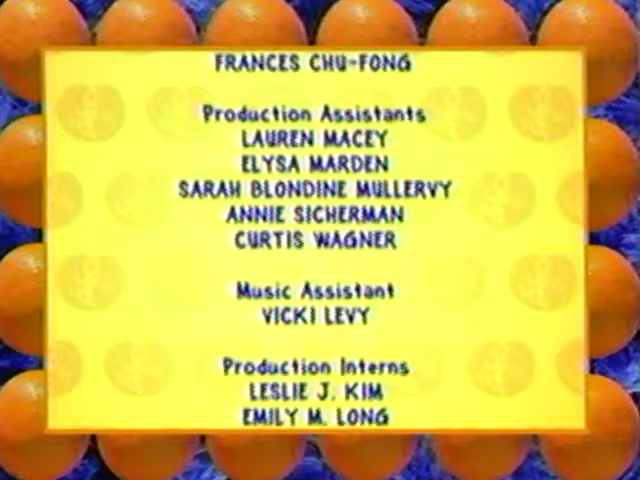 FRANCES CHU-FONG
Production Assistants
LAUREN MACEY
ELYSA MARDEN
SARAH BLONDINE MULLERVY
ANNIE SICHERMAN
CURTIS WAGNER
Music Assistant
VICKI LEVY
Production Interns
LESLIE J. KIM
EMILY M. LONG